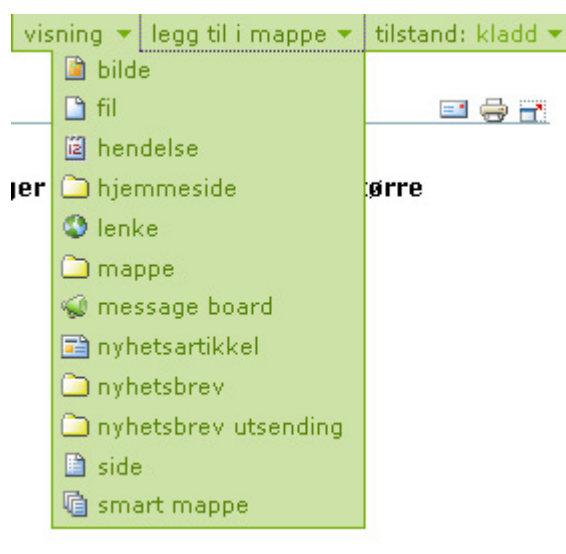 visning legg til i mappe tilstand: kladd
bilde
fil
hendelse
hjemmeside
lenke
mappe
message board
nyhetsartikkel
nyhetsbrev
nyhetsbrev utsending
side
smart mappe